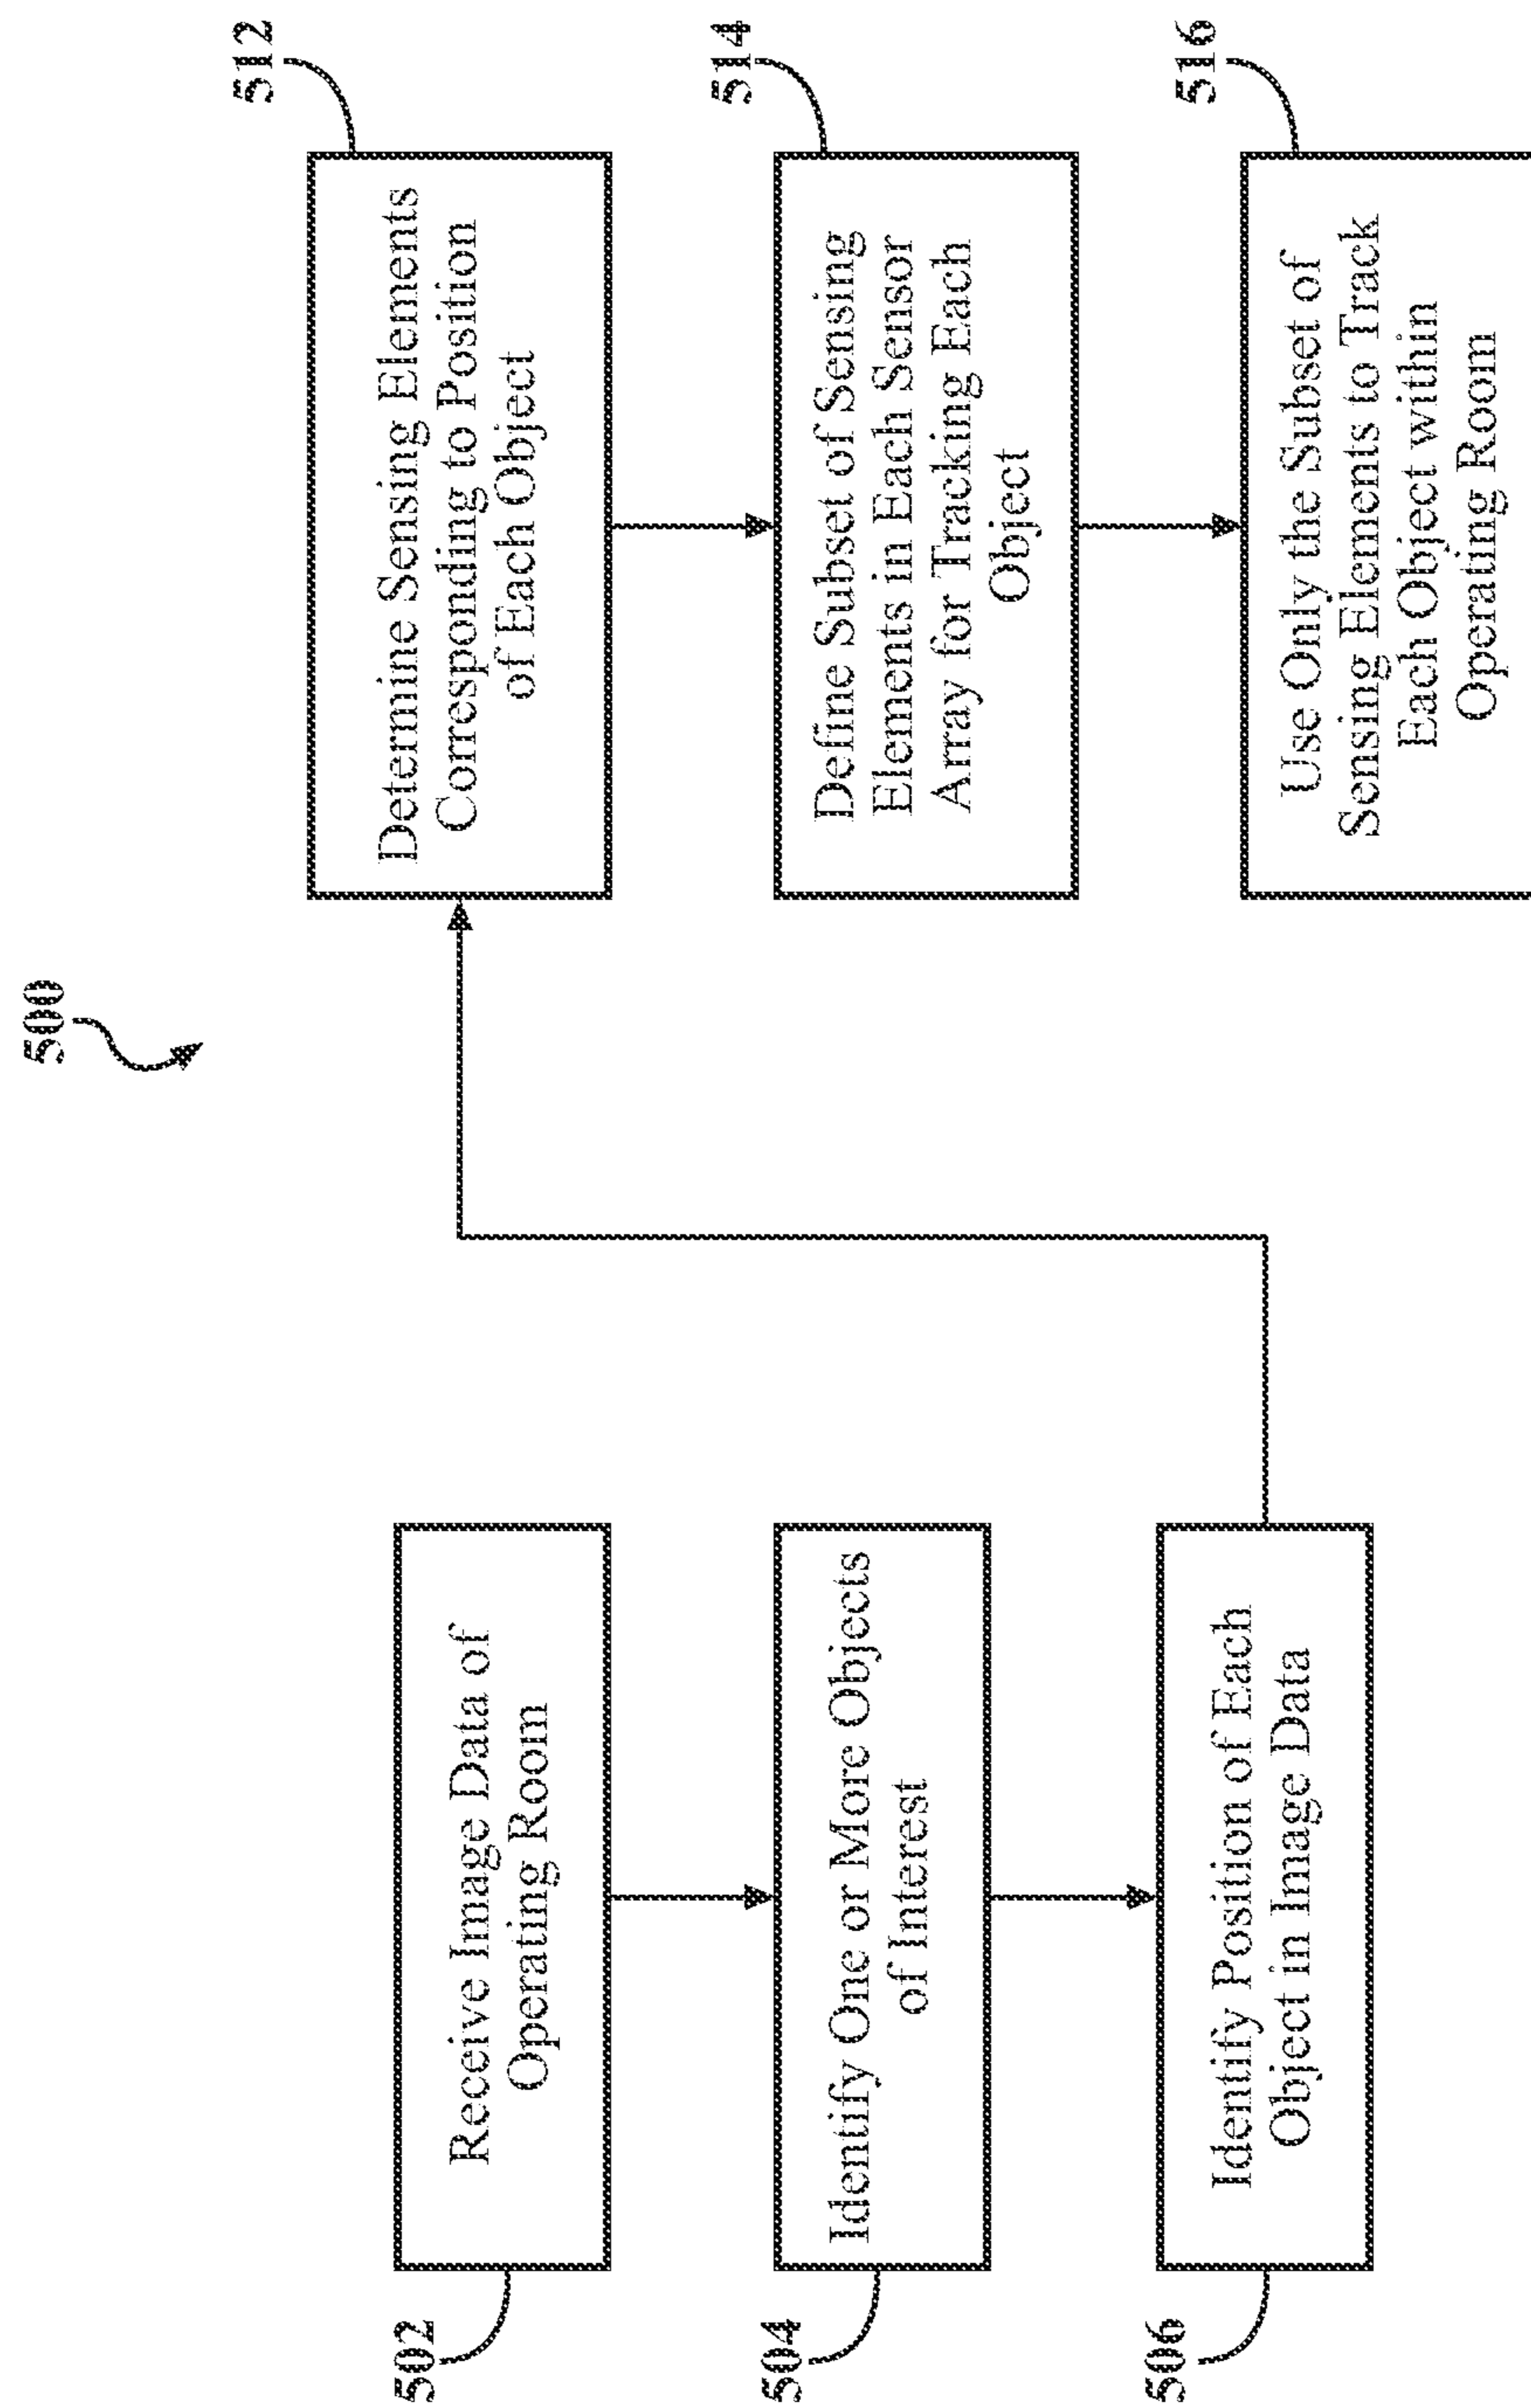 500
502
Receive Image Data of
Operating Room
504
Identify One or More Objects
of Interest
506
Identify Position of Each
Object in Image Data
512
Determine Sensing Elements
Corresponding to Position
of Each Object
514
Define Subset of Sensing
Elements in Each Sensor
Array for Tracking Each
Object
516
Use Only the Subset of
Sensing Elements to Track
Each Object within
Operating Room